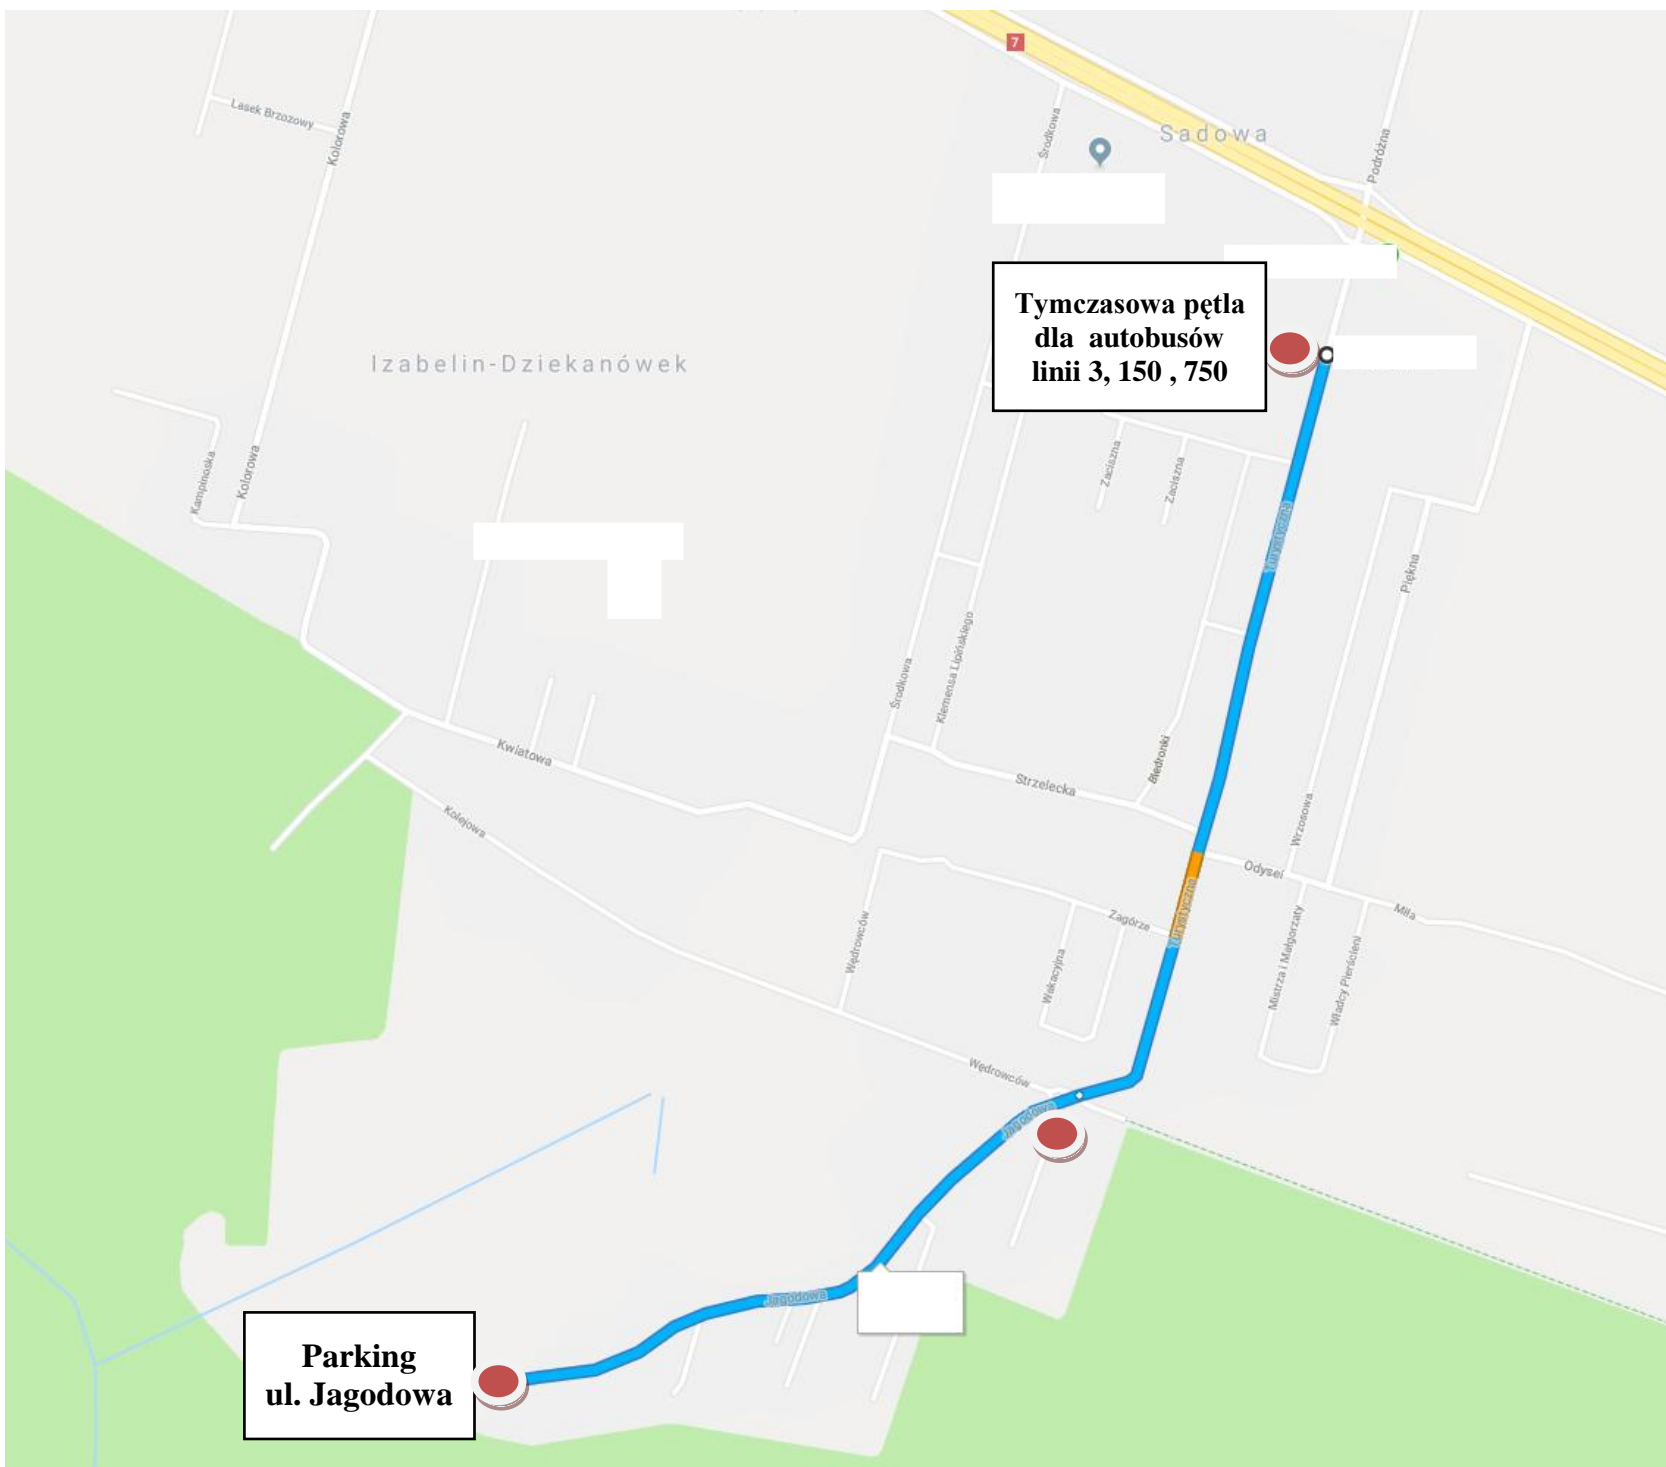 7
Sadowa
Lasek Brzozowy
Kolorowa
Środkowa
Podróżna
Tymczasowa pętla
dla autobusów
linii 3, 150 , 750
Izabelin-Dziekanówek
Kampinoska
Kolorowa
Zaciszna
Zaciszna
Turystyczna
Piękna
Środkowa
Klemensa Lipińskiego
Kwiatowa
Strzelecka
Biedronki
Kolejowa
Wrzosowa
Odysei
Turystyczna
Zagórze
Miła
Wędrowców
Wakacyjna
Mistrza i Małgorzaty
Władcy Pierścieni
Wędrowców
Jagodowa
Jagodowa
Parking
ul. Jagodowa